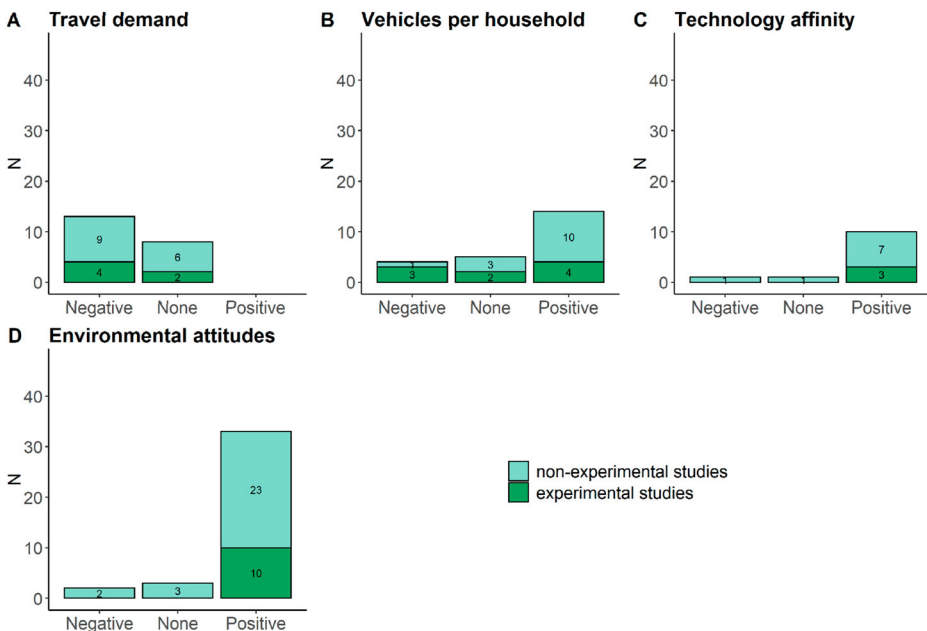 A Travel demand
N
40
30
20
10
0
9
4
6
2
Negative None Positive
B Vehicles per household
N
40
30
20
10
0
1
3
3
2
10
4
Negative None Positive
C Technology affinity
N
40
30
20
10
0
1
1
7
3
Negative None Positive
D Environmental attitudes
N
40
30
20
10
0
2
3
23
10
Negative None Positive
non-experimental studies
experimental studies